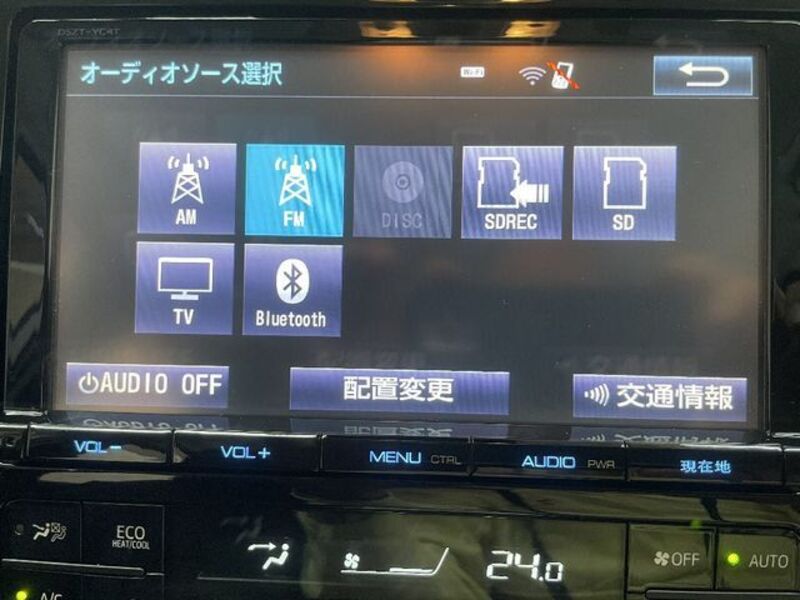 DSZT-YC4T
オーディオソース選択
Wi-Fi
AM
FM
DISC
SDREC
SD
TV
Bluetooth
AUDIO OFF
配置変更
交通情報
VOL−
VOL+
MENU CTRL
AUDIO PWR
現在地
ECO
HEAT/COOL
24.0
OFF
AUTO
A/C